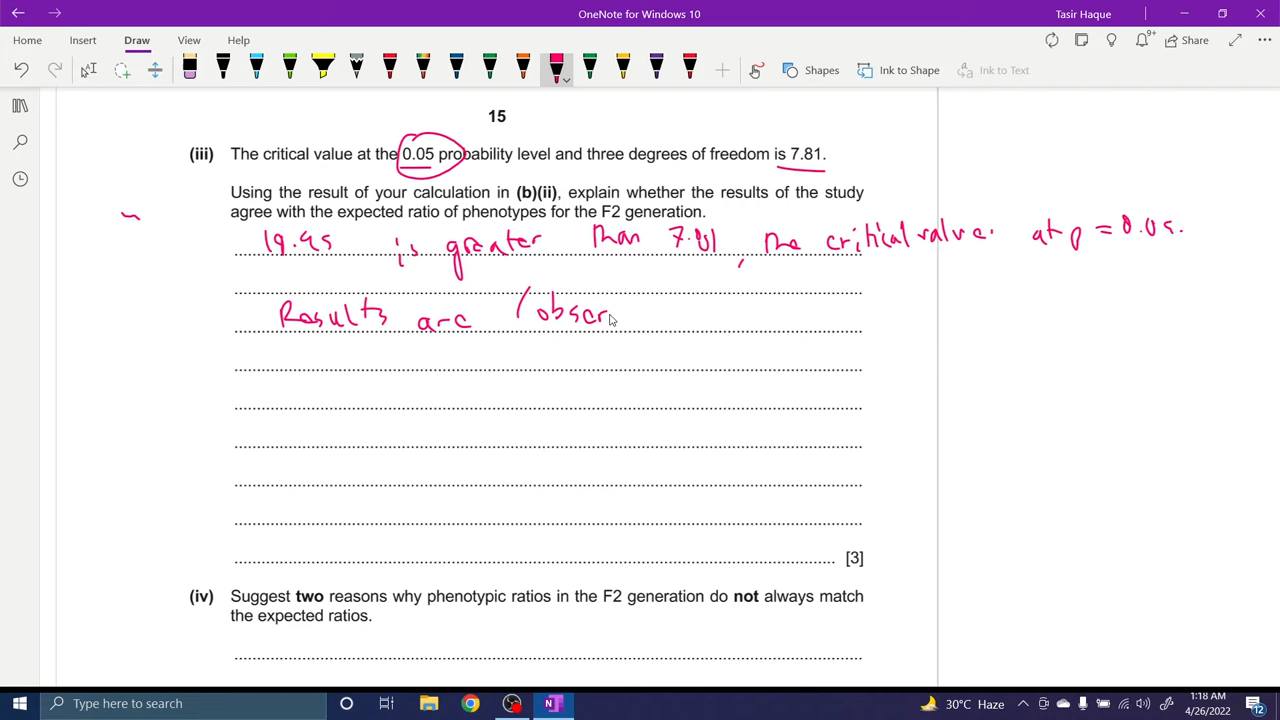 OneNote for Windows 10
Tasir Haque
Home Insert Draw View Help
9+
Share
Shapes
Ink to Shape
Ink to Text
15
(iii) The critical value at the 0.05 probability level and three degrees of freedom is 7.81.
Using the result of your calculation in (b)(ii), explain whether the results of the study
agree with the expected ratio of phenotypes for the F2 generation.
19.95 is greater than 7.81, the critical value. at p = 0.05.
Results are (obser
[3]
(iv) Suggest two reasons why phenotypic ratios in the F2 generation do not always match
the expected ratios.
Type here to search
30°C Haze
1:18 AM
4/26/2022
12